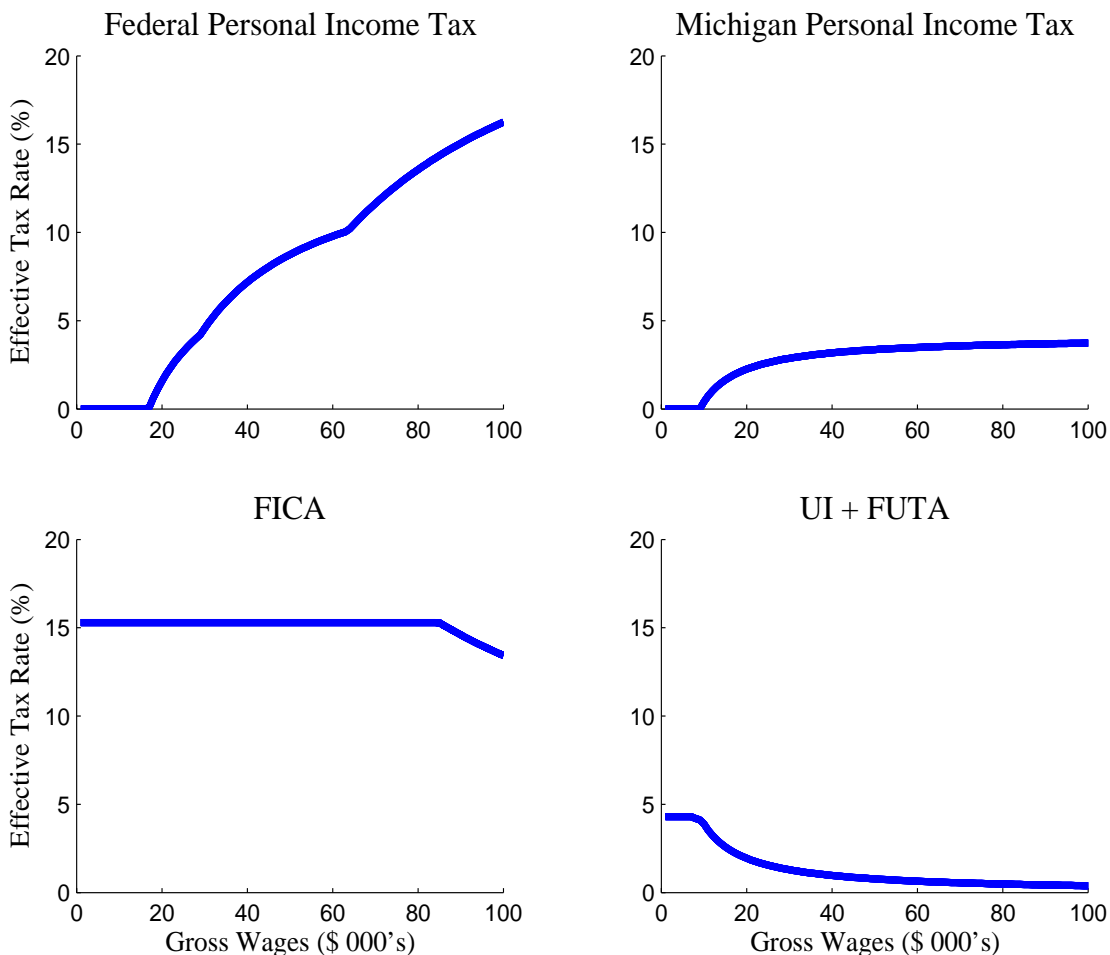 Federal Personal Income Tax
Effective Tax Rate (%)
20
15
10
5
0
0 20 40 60 80 100
Michigan Personal Income Tax
20
15
10
5
0
0 20 40 60 80 100
FICA
Effective Tax Rate (%)
20
15
10
5
0
0 20 40 60 80 100
Gross Wages ($ 000's)
UI + FUTA
20
15
10
5
0
0 20 40 60 80 100
Gross Wages ($ 000's)